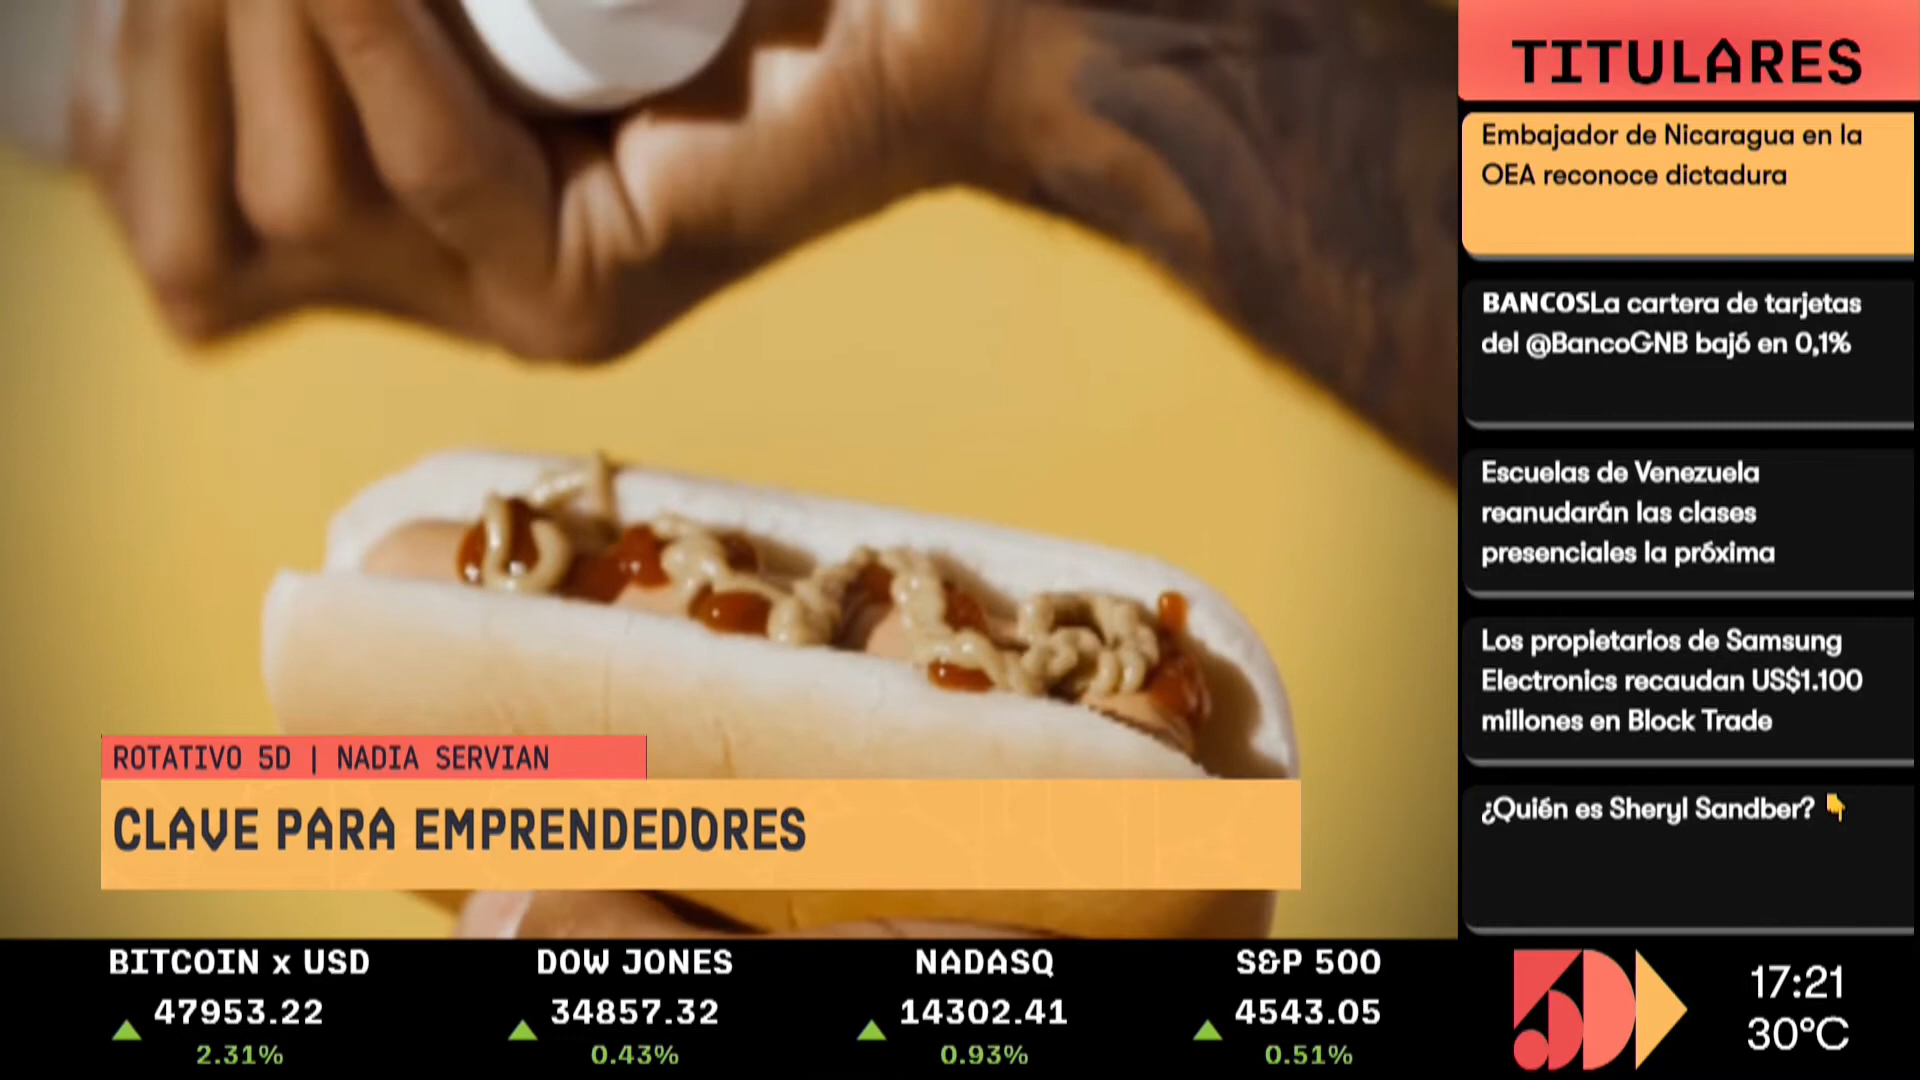 TITULARES
Embajador de Nicaragua en la
OEA reconoce dictadura
BANCOSLa cartera de tarjetas
del @BancoGNB bajó en 0,1%
Escuelas de Venezuela
reanudarán las clases
presenciales la próxima
Los propietarios de Samsung
Electronics recaudan US$1.100
millones en Block Trade
¿Quién es Sheryl Sandber? 👇
ROTATIVO 5D | NADIA SERVIAN
CLAVE PARA EMPRENDEDORES
BITCOIN x USD
47953.22
2.31%
DOW JONES
34857.32
0.43%
NADASQ
14302.41
0.93%
S&P 500
4543.05
0.51%
5D
17:21
30°C